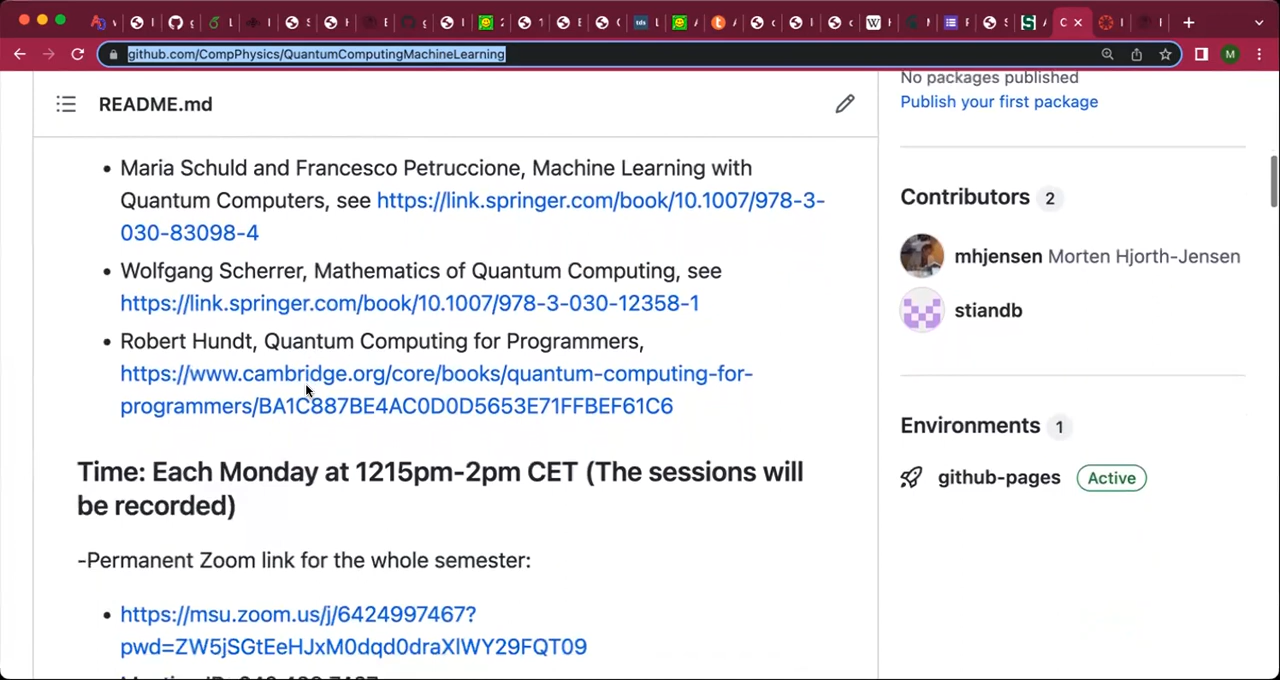 github.com/CompPhysics/QuantumComputingMachineLearning
M
No packages published
README.md
Publish your first package
Maria Schuld and Francesco Petruccione, Machine Learning with
Quantum Computers, see https://link.springer.com/book/10.1007/978-3-
030-83098-4
Wolfgang Scherrer, Mathematics of Quantum Computing, see
https://link.springer.com/book/10.1007/978-3-030-12358-1
Robert Hundt, Quantum Computing for Programmers,
https://www.cambridge.org/core/books/quantum-computing-for-
programmers/BA1C887BE4AC0D0D5653E71FFBEF61C6
Time: Each Monday at 1215pm-2pm CET (The sessions will
be recorded)
-Permanent Zoom link for the whole semester:
https://msu.zoom.us/j/6424997467?
pwd=ZW5jSGtEeHJxM0dqd0draXlWY29FQT09
Contributors 2
mhjensen Morten Hjorth-Jensen
stiandb
Environments 1
github-pages Active